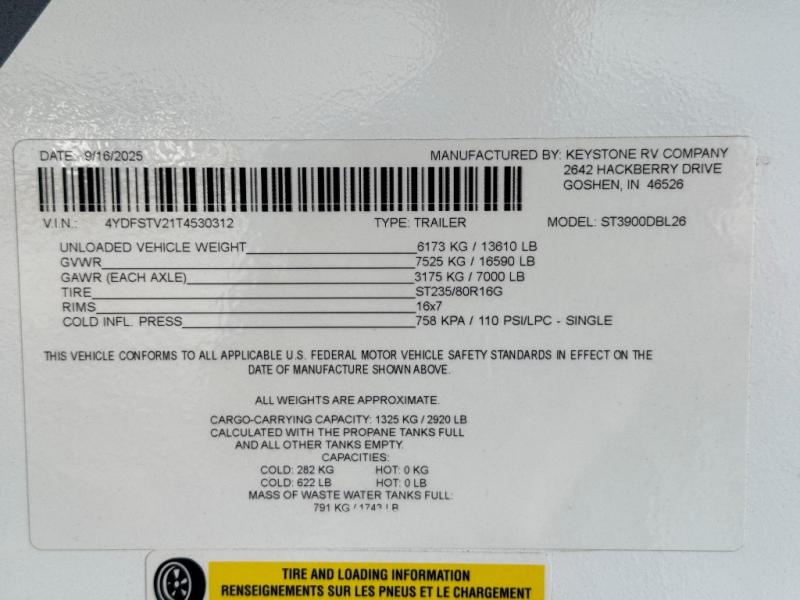 DATE: 9/16/2025
MANUFACTURED BY: KEYSTONE RV COMPANY
2642 HACKBERRY DRIVE
GOSHEN, IN 46526
V.I.N.: 4YDFSTV21T4530312 TYPE: TRAILER MODEL: ST3900DBL26
UNLOADED VEHICLE WEIGHT 6173 KG / 13610 LB
GVWR 7525 KG / 16590 LB
GAWR (EACH AXLE) 3175 KG / 7000 LB
TIRE ST235/80R16G
RIMS 16x7
COLD INFL. PRESS 758 KPA / 110 PSI/LPC - SINGLE
THIS VEHICLE CONFORMS TO ALL APPLICABLE U.S. FEDERAL MOTOR VEHICLE SAFETY STANDARDS IN EFFECT ON THE
DATE OF MANUFACTURE SHOWN ABOVE.
ALL WEIGHTS ARE APPROXIMATE.
CARGO-CARRYING CAPACITY: 1325 KG / 2920 LB
CALCULATED WITH THE PROPANE TANKS FULL
AND ALL OTHER TANKS EMPTY.
CAPACITIES:
COLD: 282 KG HOT: 0 KG
COLD: 622 LB HOT: 0 LB
MASS OF WASTE WATER TANKS FULL:
791 KG / 1743 LB
TIRE AND LOADING INFORMATION
RENSEIGNEMENTS SUR LES PNEUS ET LE CHARGEMENT